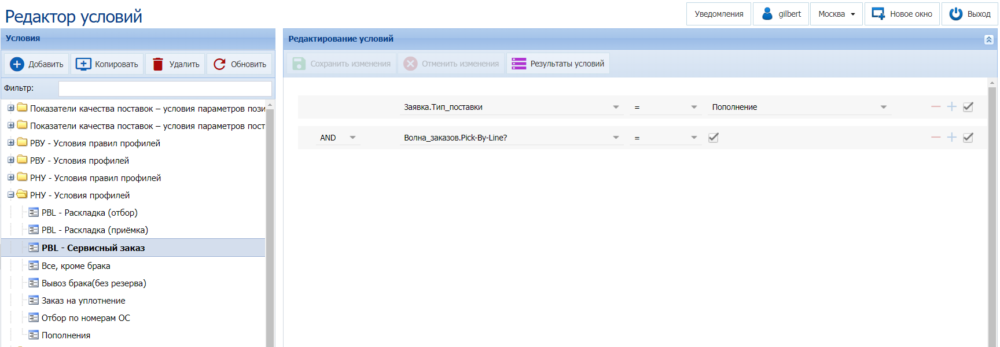 Редактор условий
Уведомления
gilbert
Москва
Новое окно
Выход
Условия
Добавить
Копировать
Удалить
Обновить
Фильтр:
Показатели качества поставок – условия параметров пози
Показатели качества поставок – условия параметров пост
РВУ - Условия правил профилей
РВУ - Условия профилей
РНУ - Условия правил профилей
РНУ - Условия профилей
PBL - Раскладка (отбор)
PBL - Раскладка (приёмка)
PBL - Сервисный заказ
Все, кроме брака
Вывоз брака(без резерва)
Заказ на уплотнение
Отбор по номерам ОС
Пополнения
Редактирование условий
Сохранить изменения
Отменить изменения
Результаты условий
Заявка.Тип_поставки = Пополнение
AND Волна_заказов.Pick-By-Line? =